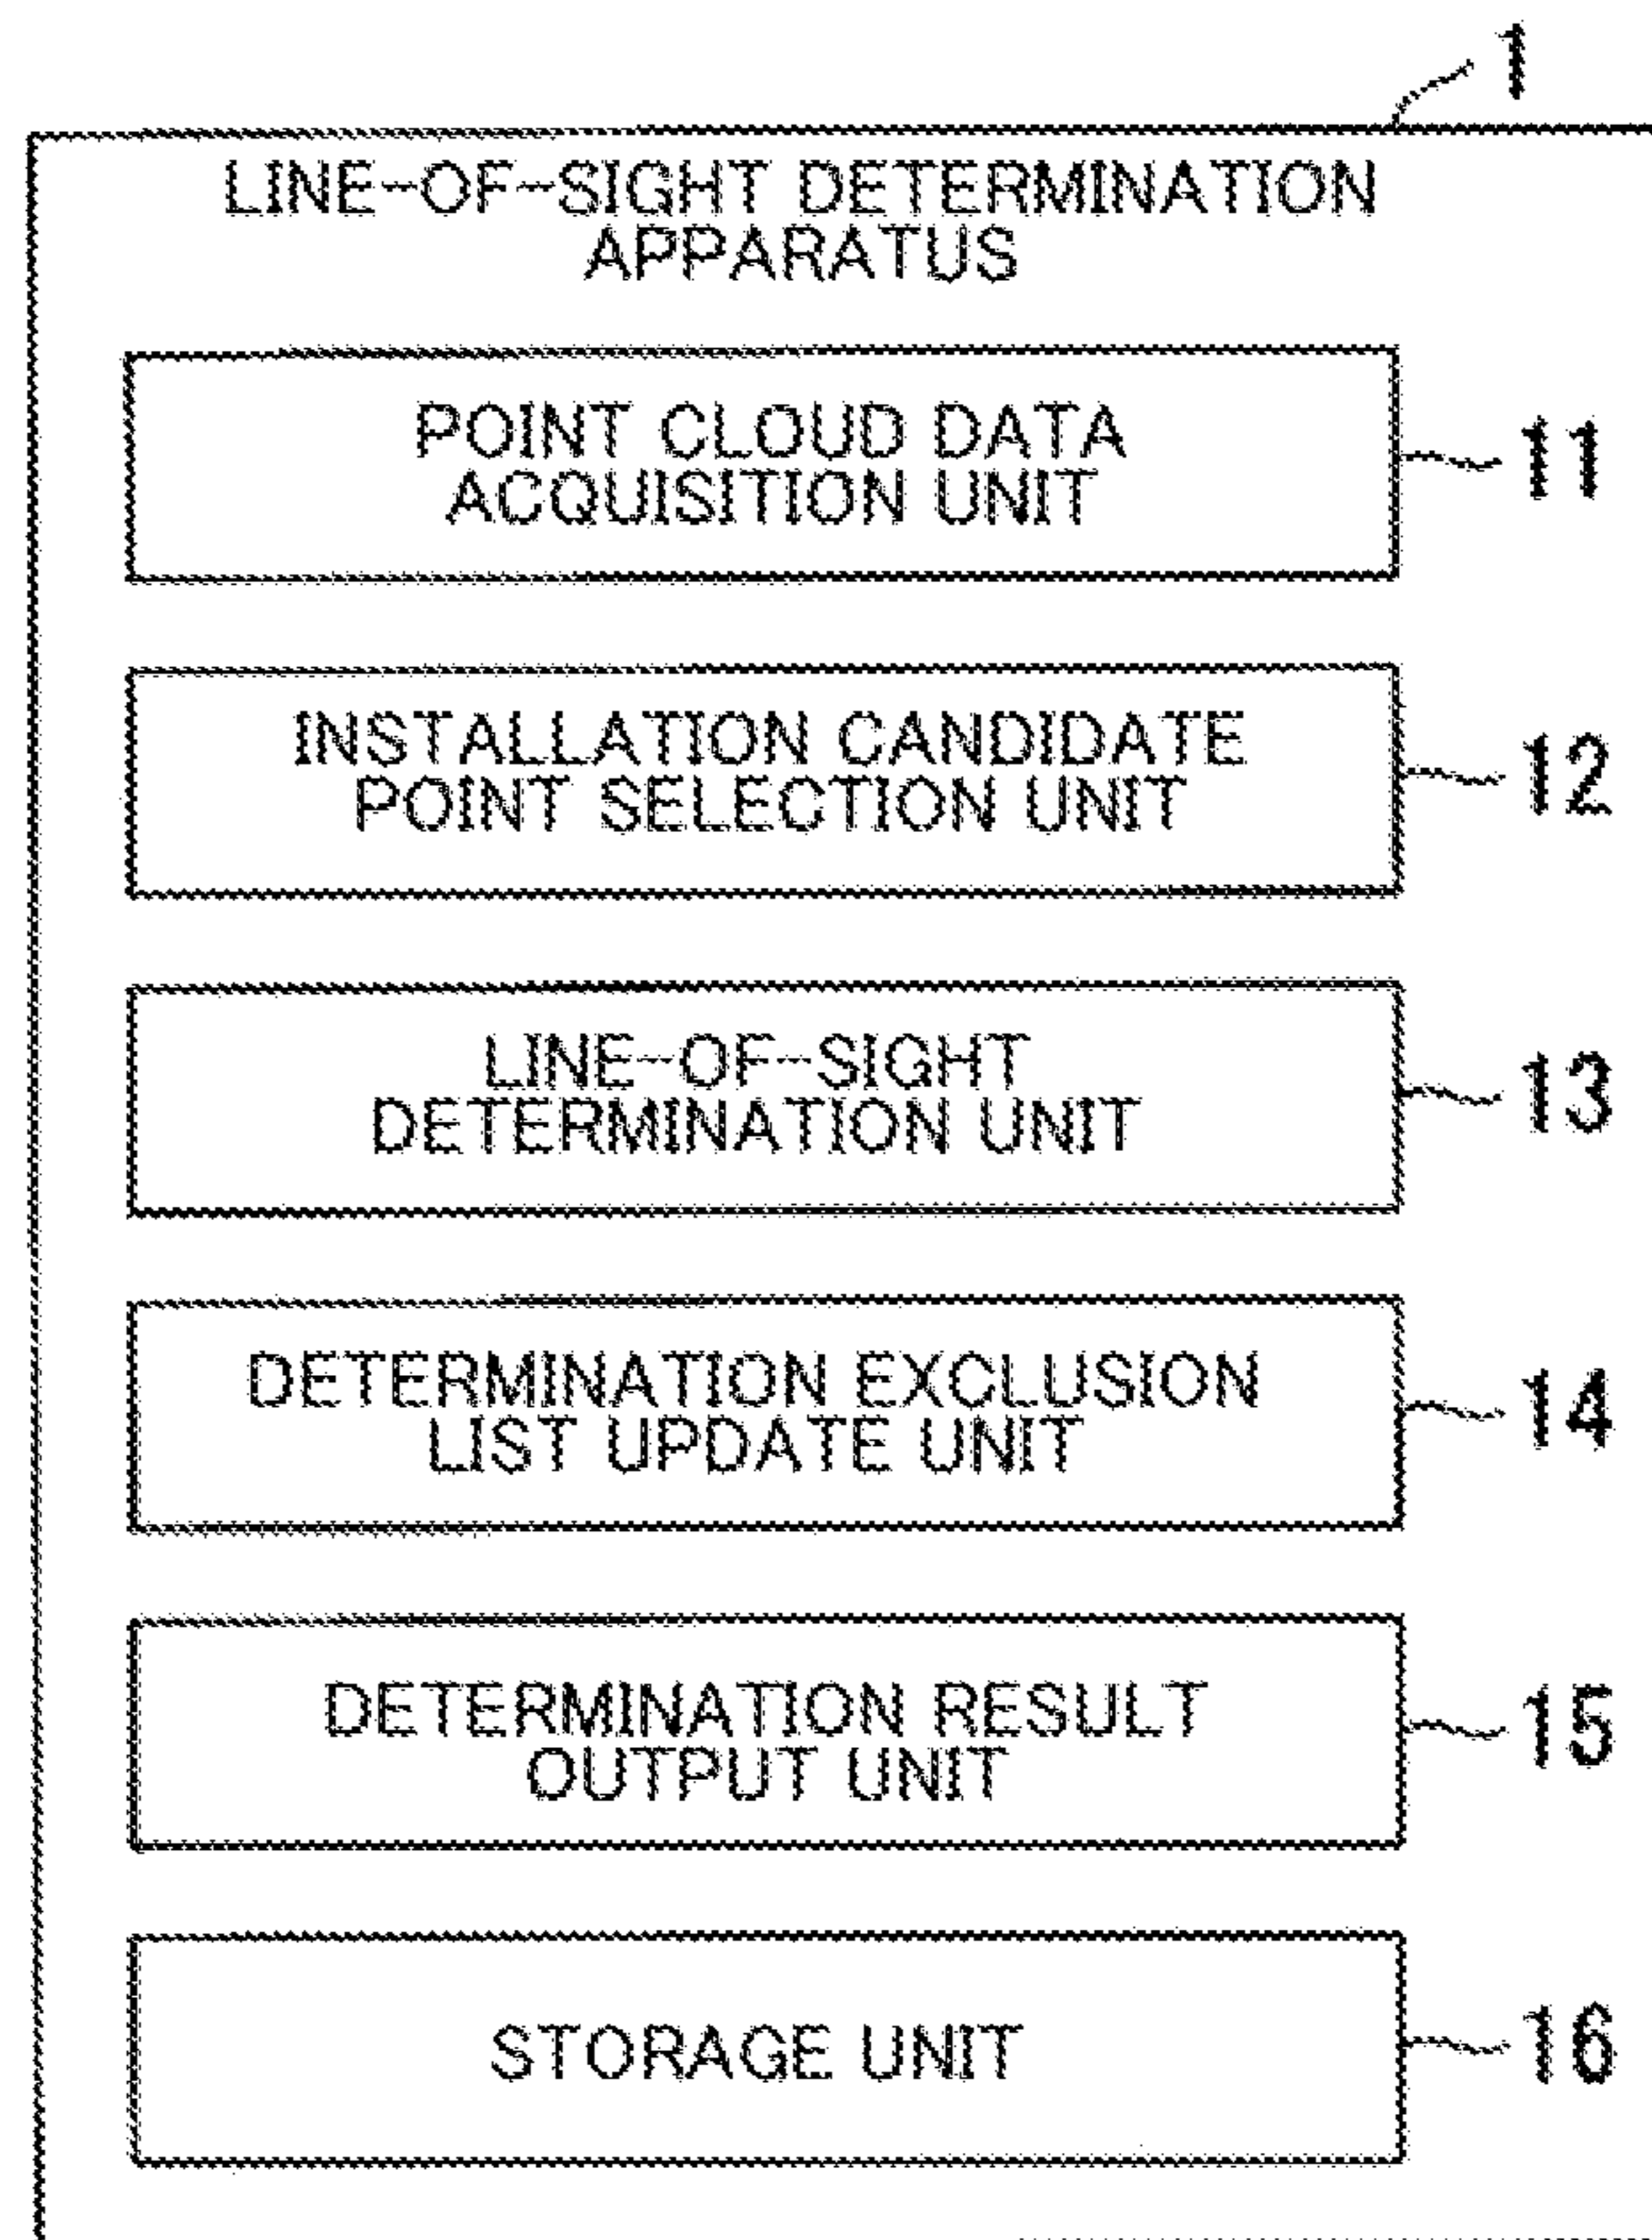 1
LINE-OF-SIGHT DETERMINATION
APPARATUS
POINT CLOUD DATA
ACQUISITION UNIT
11
INSTALLATION CANDIDATE
POINT SELECTION UNIT
12
LINE-OF-SIGHT
DETERMINATION UNIT
13
DETERMINATION EXCLUSION
LIST UPDATE UNIT
14
DETERMINATION RESULT
OUTPUT UNIT
15
STORAGE UNIT
16